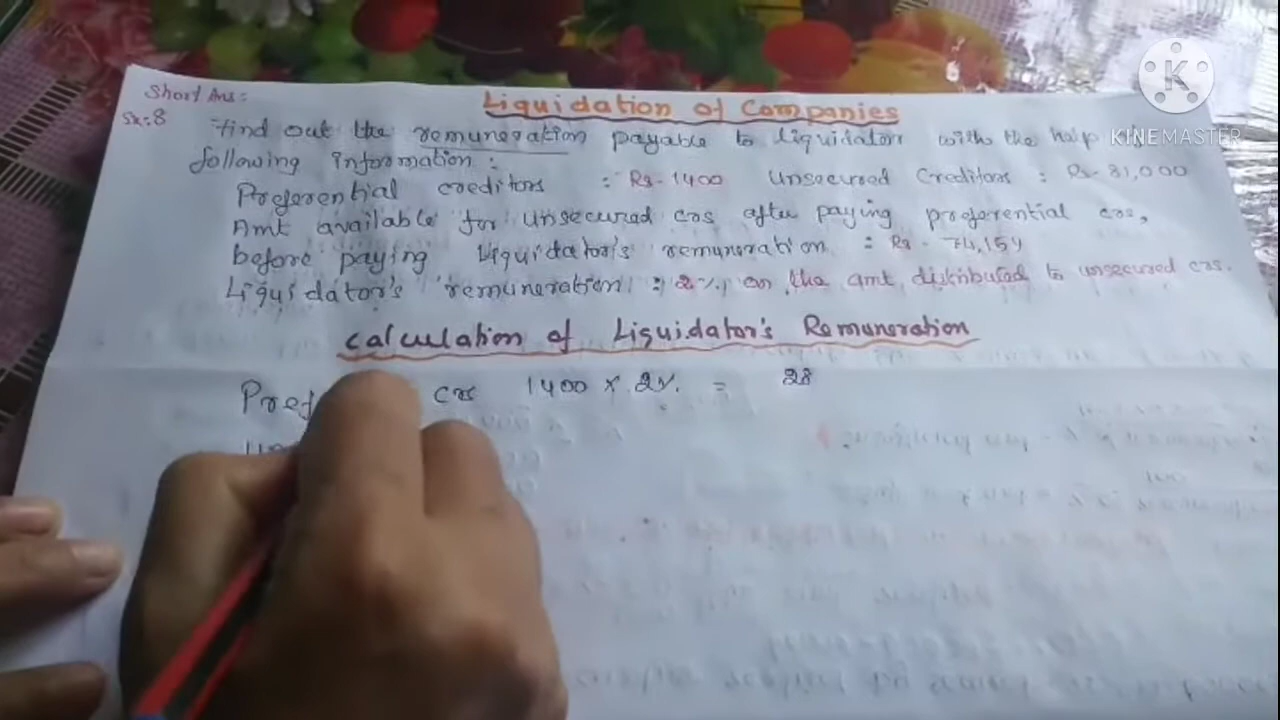 Short Ans:
Liquidation of Companies
Sx:8 Find out the remuneration payable to liquidator with the help
following information:
Preferential creditors : Rs. 1400 Unsecured Creditors : Rs. 81,000
Amt available for unsecured crs after paying preferential crs,
before paying Liquidator's remuneration : Rs. 74,154
Liquidator's remuneration : 2% on the amt distributed to unsecured crs.
Calculation of Liquidator's Remuneration
Pref crs 1400 x 2% = 28
KINEMASTER